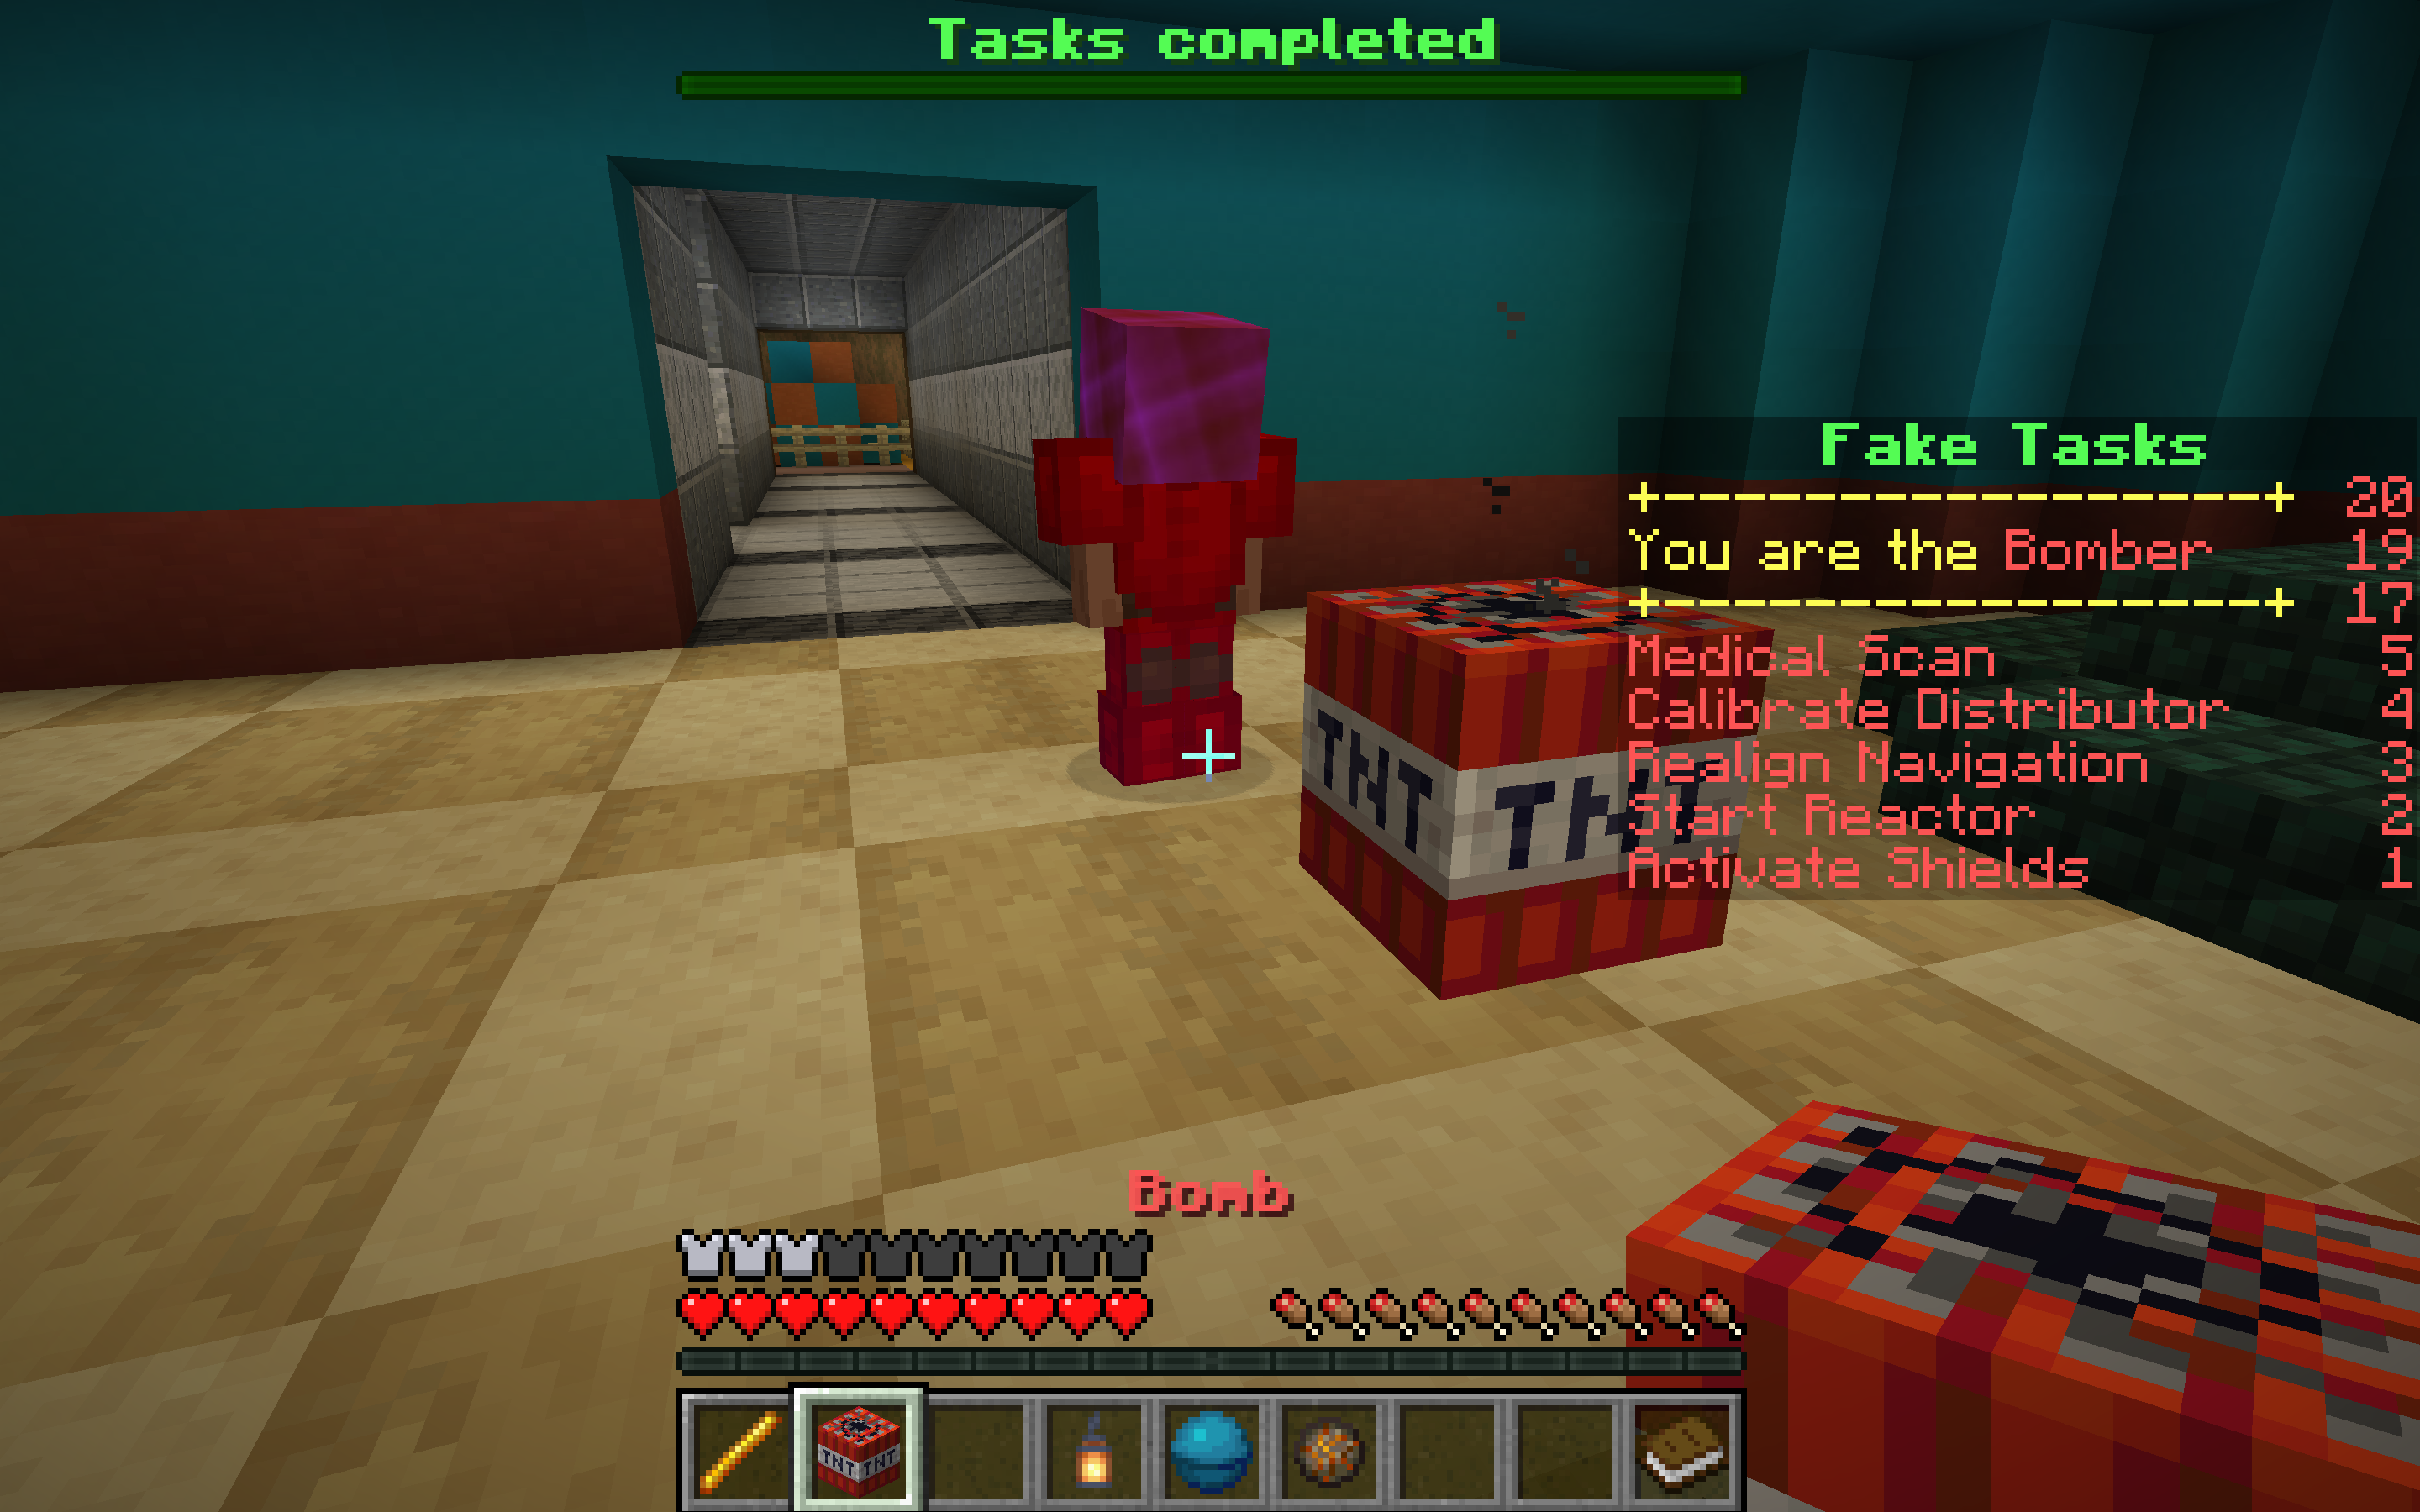 Tasks completed
Fake Tasks
+------------------+ 20
You are the Bomber 19
+------------------+ 17
Medical Scan 5
Calibrate Distributor 4
Realign Navigation 3
Start Reactor 2
Activate Shields 1
TNT TNT
Bomb
TNT TNT